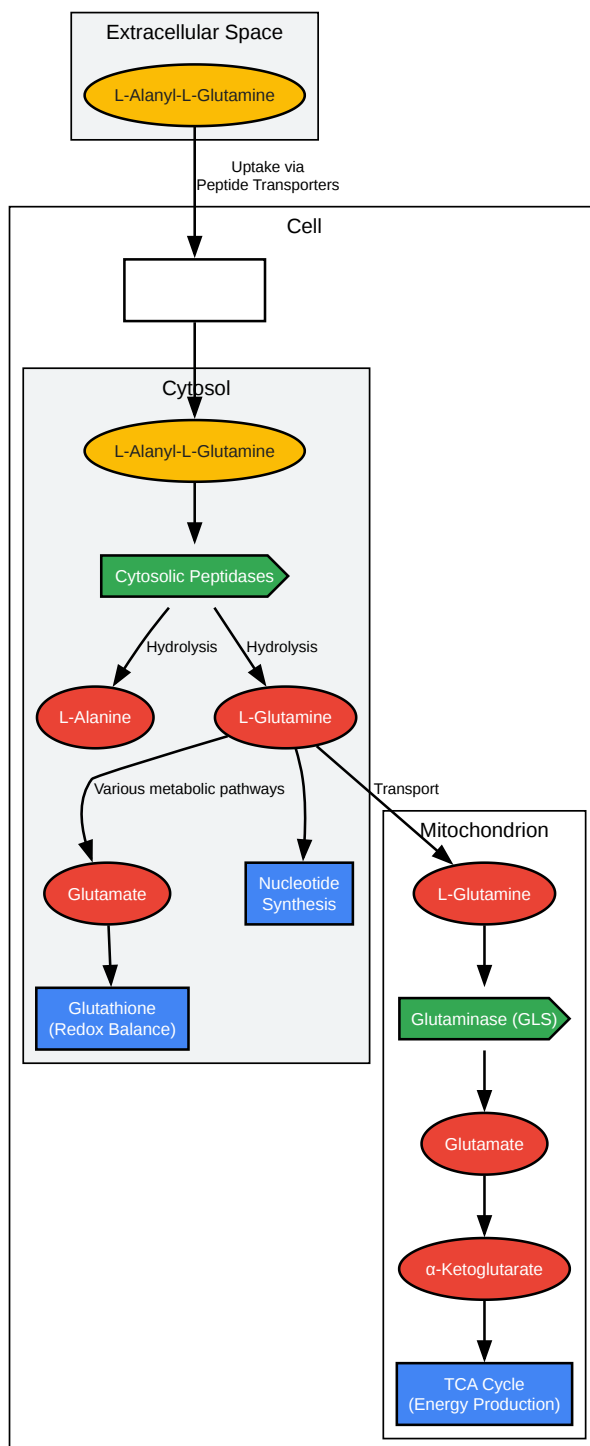 Extracellular Space
L-Alanyl-L-Glutamine
Uptake via
Peptide Transporters
Cell
Cytosol
L-Alanyl-L-Glutamine
Cytosolic Peptidases
Hydrolysis
Hydrolysis
L-Alanine
L-Glutamine
Various metabolic pathways
Transport
Mitochondrion
Glutamate
Nucleotide
Synthesis
L-Glutamine
Glutathione
(Redox Balance)
Glutaminase (GLS)
Glutamate
α-Ketoglutarate
TCA Cycle
(Energy Production)